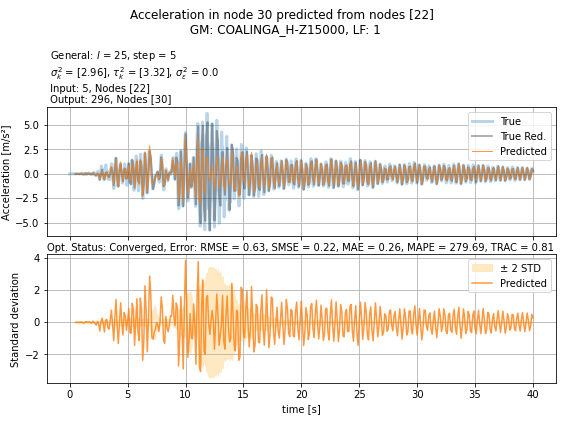 Acceleration in node 30 predicted from nodes [22]
GM: COALINGA_H-Z15000, LF: 1
General: l = 25, step = 5
σ²ₖ = [2.96], τ²ₖ = [3.32], σ²ε = 0.0
Input: 5, Nodes [22]
Output: 296, Nodes [30]
Acceleration [m/s²]
5.0
2.5
0.0
−2.5
−5.0
True
True Red.
Predicted
Opt. Status: Converged, Error: RMSE = 0.63, SMSE = 0.22, MAE = 0.26, MAPE = 279.69, TRAC = 0.81
Standard deviation
4
2
0
−2
± 2 STD
Predicted
0 5 10 15 20 25 30 35 40
time [s]